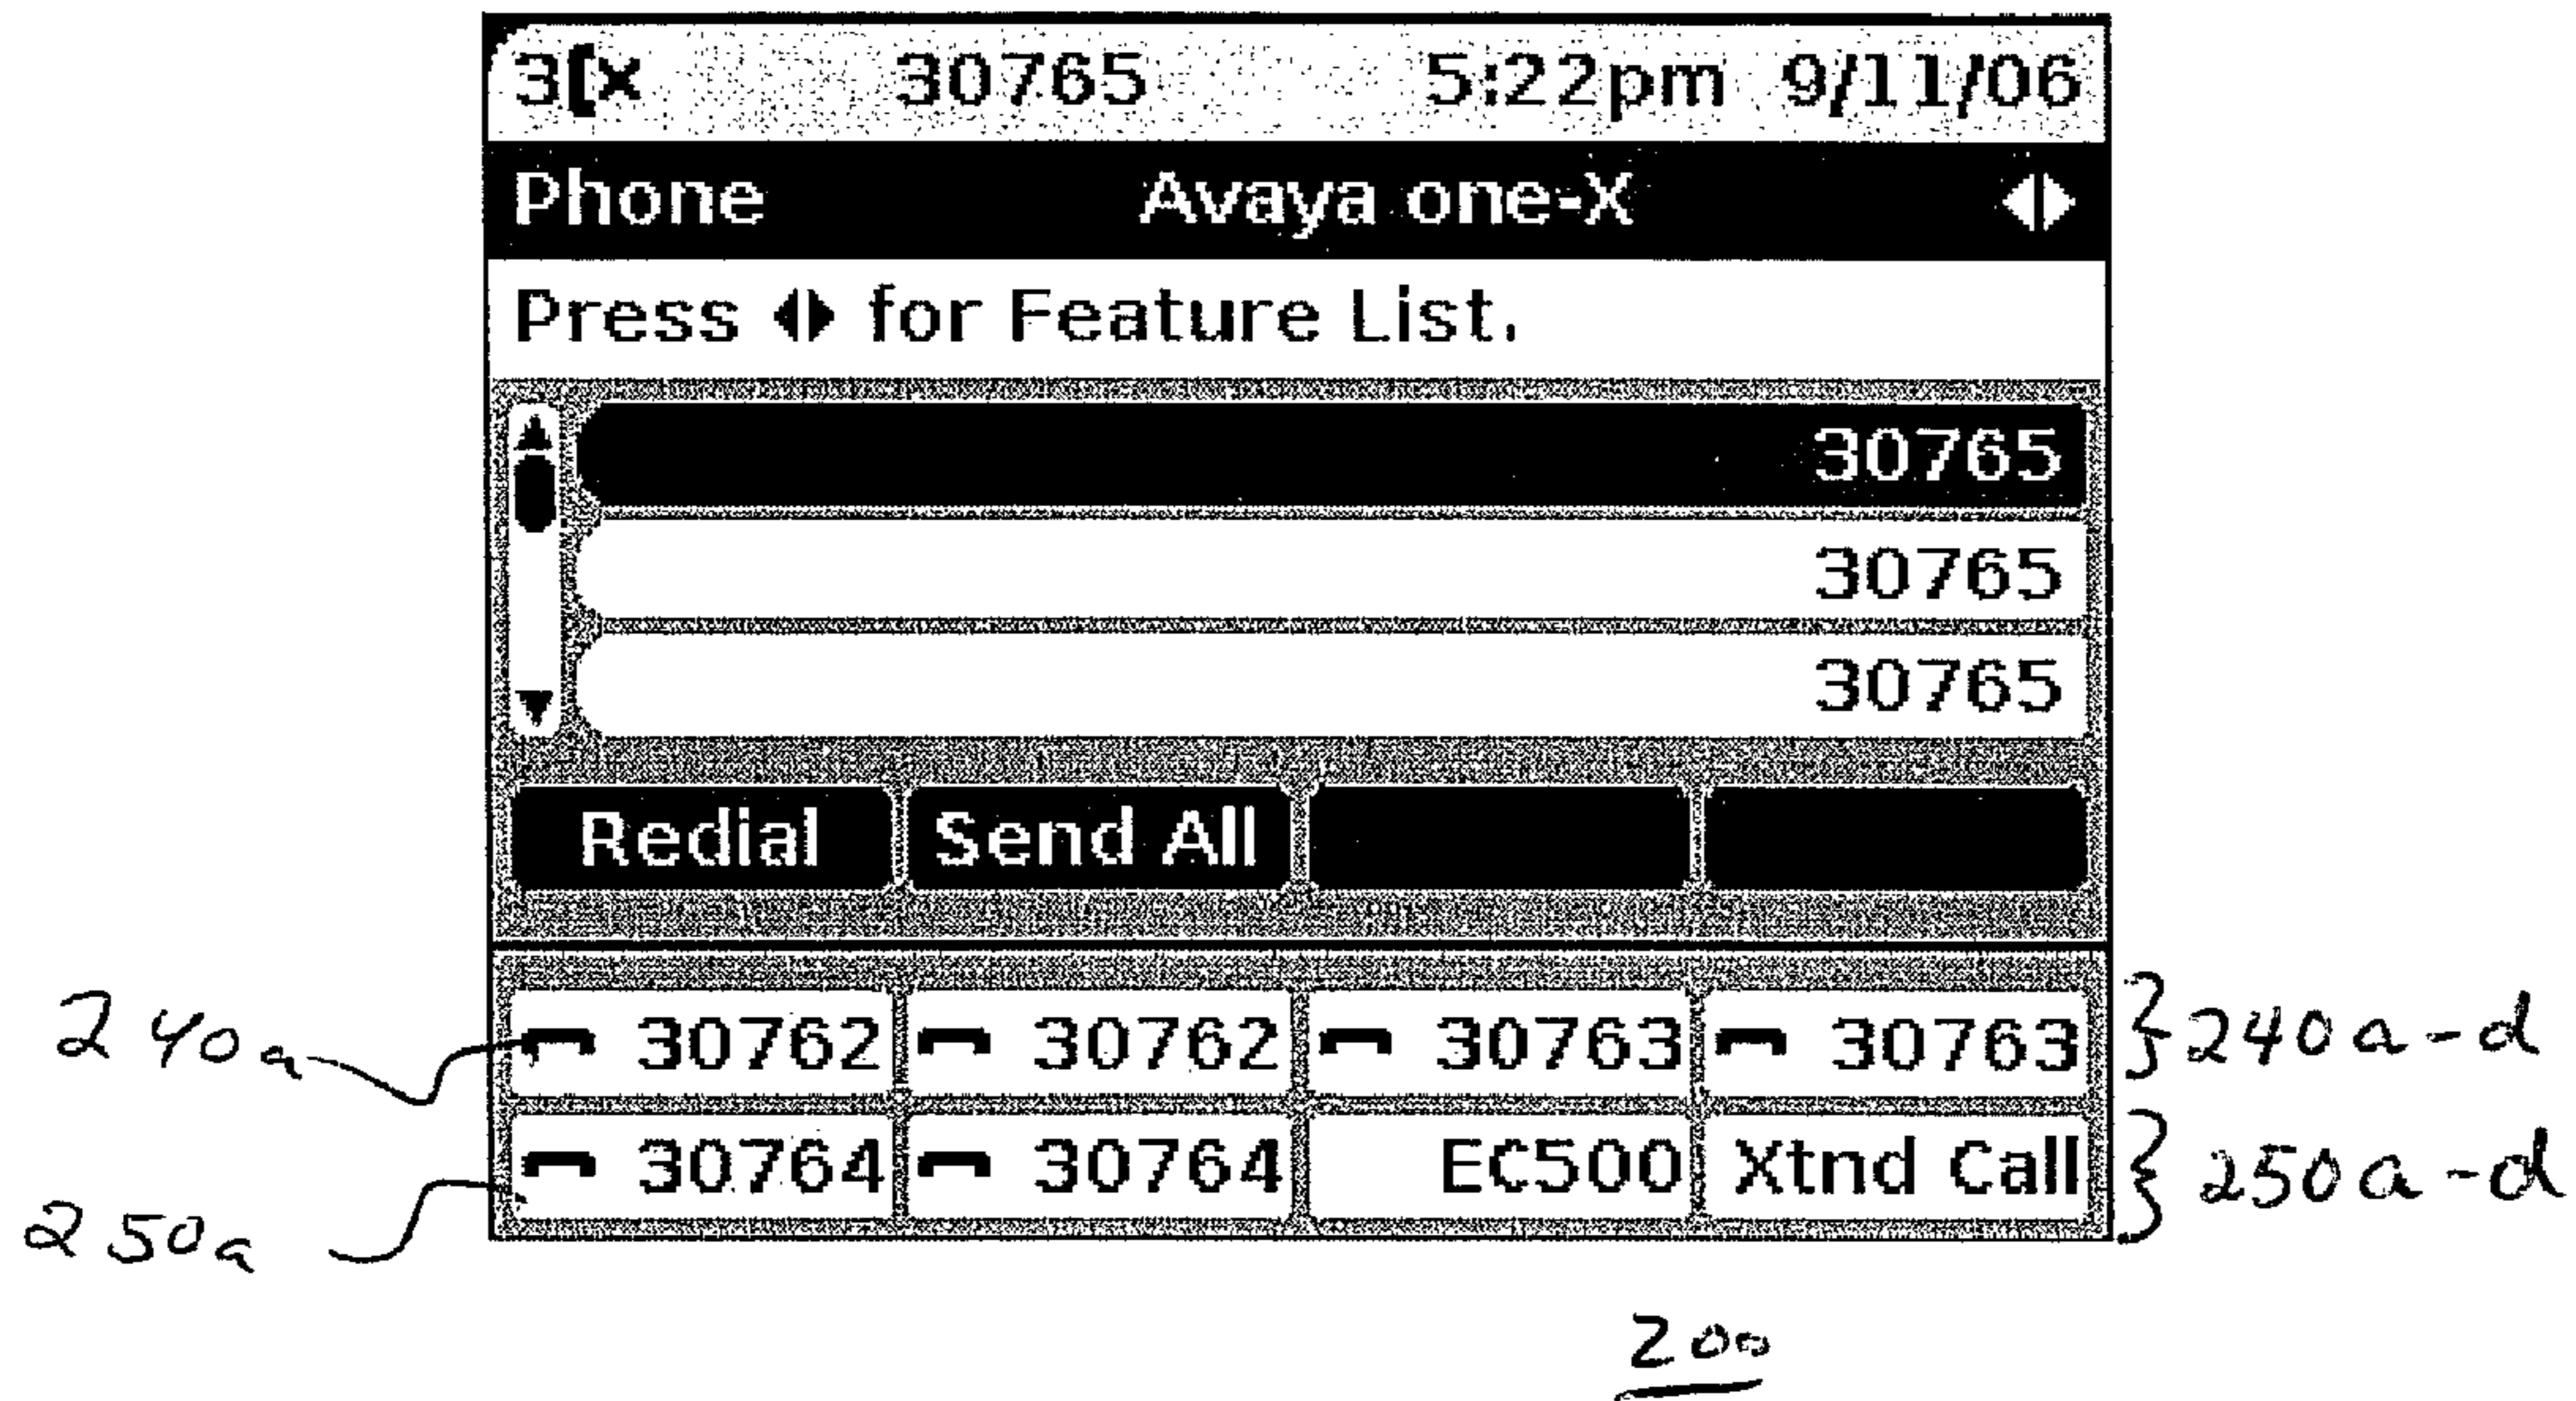 3 30765 5:22pm 9/11/06
Phone Avaya one-X
Press for Feature List.
30765
30765
30765
Redial Send All
240a 30762 30762 30763 30763 240a-d
250a 30764 30764 EC500 Xtnd Call 250a-d
200